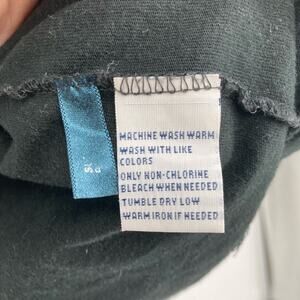 MACHINE WASH WARM
WASH WITH LIKE
COLORS
ONLY NON-CHLORINE
BLEACH WHEN NEEDED
TUMBLE DRY LOW
WARM IRON IF NEEDED